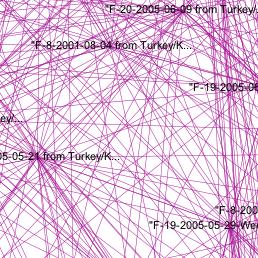 "F-20-2005-06-09 from Turkey/
"F-8-2001-08-04 from Turkey/K...
"F-19-2005-06
ey/...
05-05-21 from Turkey/K...
"F-8-200
"F-19-2005-05-29-We